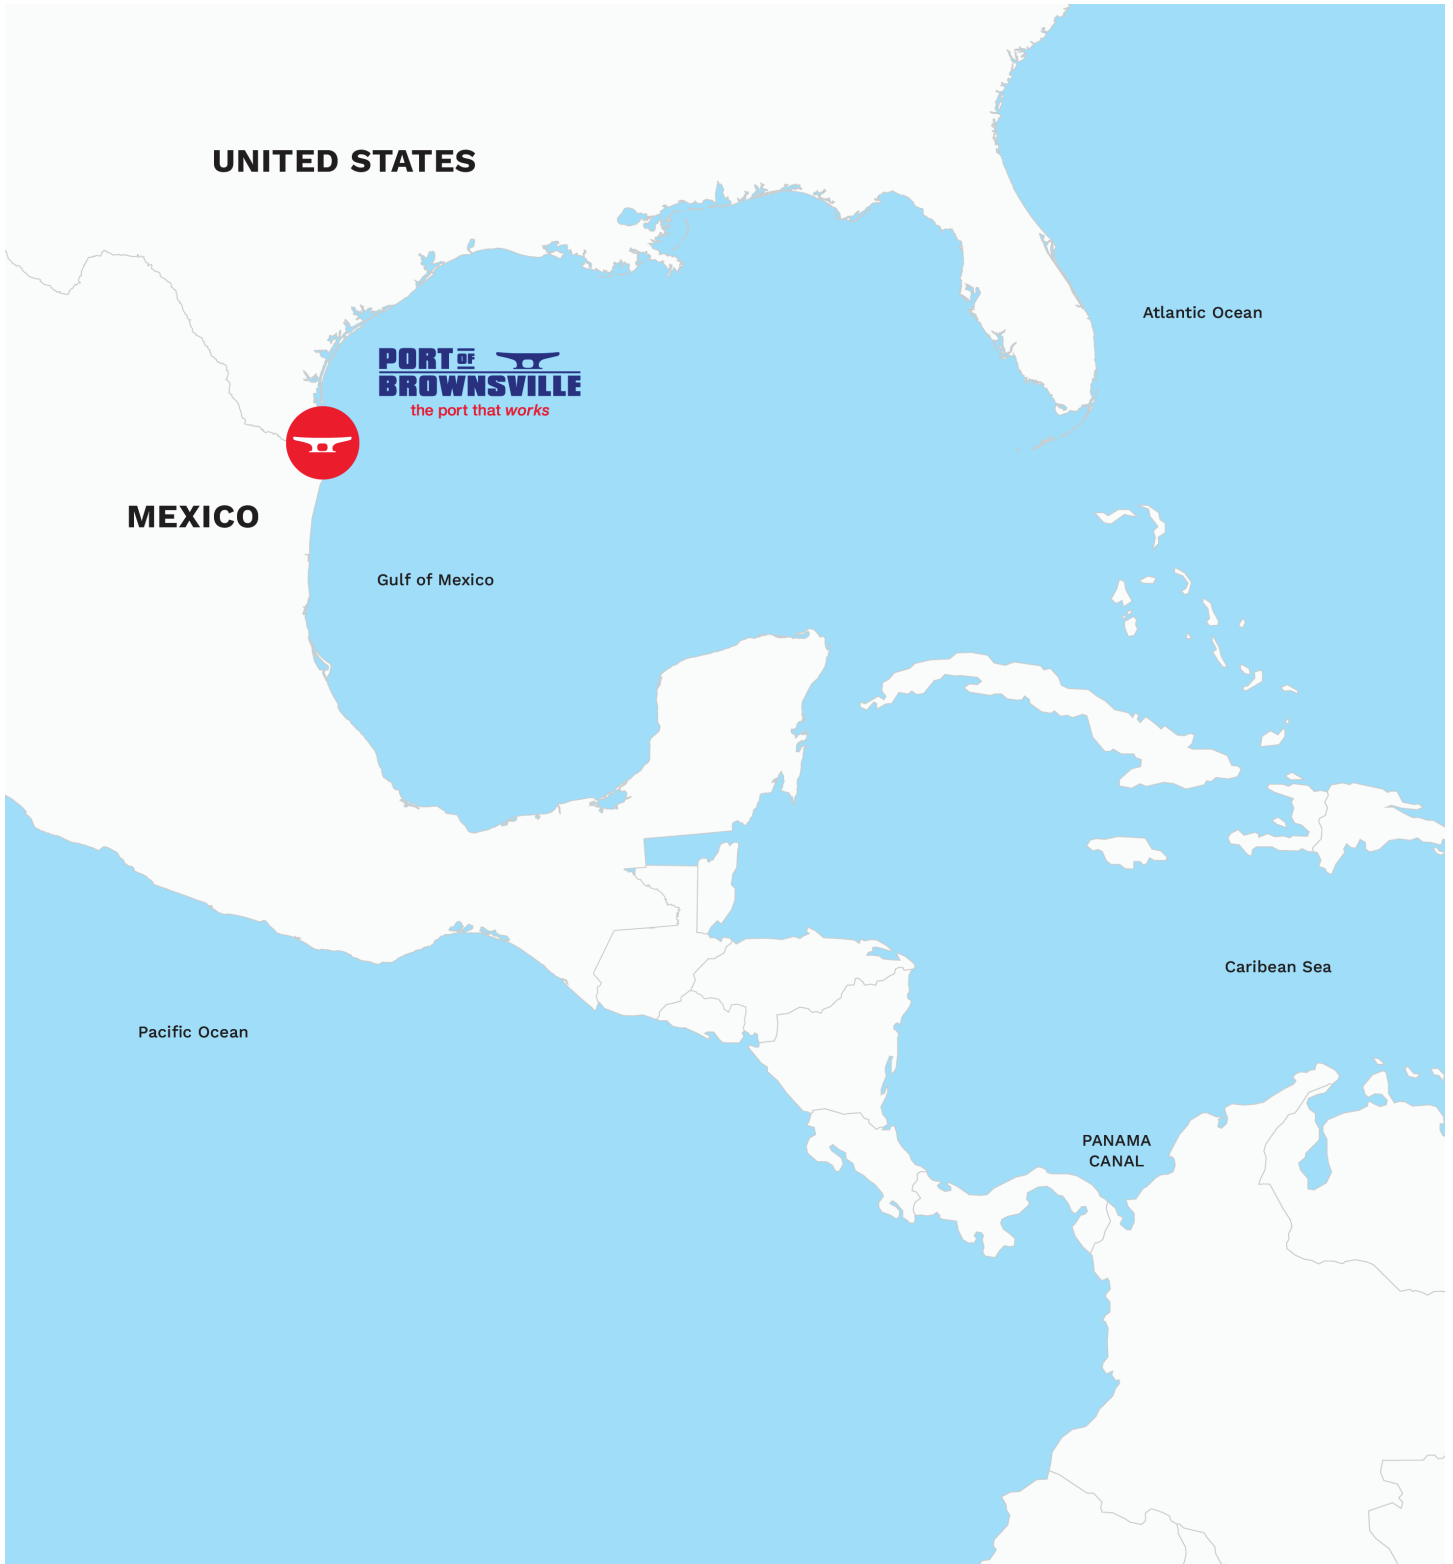 UNITED STATES
Atlantic Ocean
PORT OF
BROWNSVILLE
the port that works
MEXICO
Gulf of Mexico
Caribean Sea
Pacific Ocean
PANAMA
CANAL